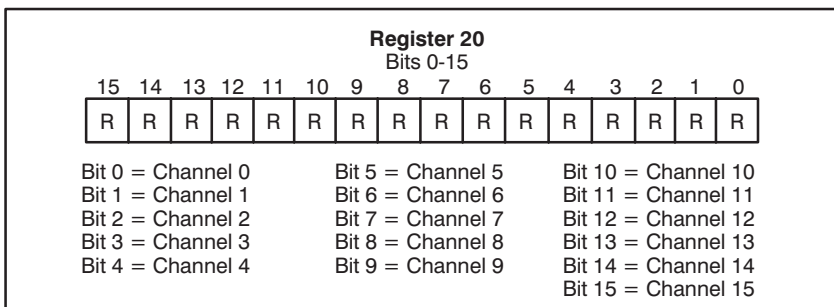 Register 20
Bits 0-15
15 14 13 12 11 10 9 8 7 6 5 4 3 2 1 0
R R R R R R R R R R R R R R R R
Bit 0 = Channel 0 Bit 5 = Channel 5 Bit 10 = Channel 10
Bit 1 = Channel 1 Bit 6 = Channel 6 Bit 11 = Channel 11
Bit 2 = Channel 2 Bit 7 = Channel 7 Bit 12 = Channel 12
Bit 3 = Channel 3 Bit 8 = Channel 8 Bit 13 = Channel 13
Bit 4 = Channel 4 Bit 9 = Channel 9 Bit 14 = Channel 14
Bit 15 = Channel 15